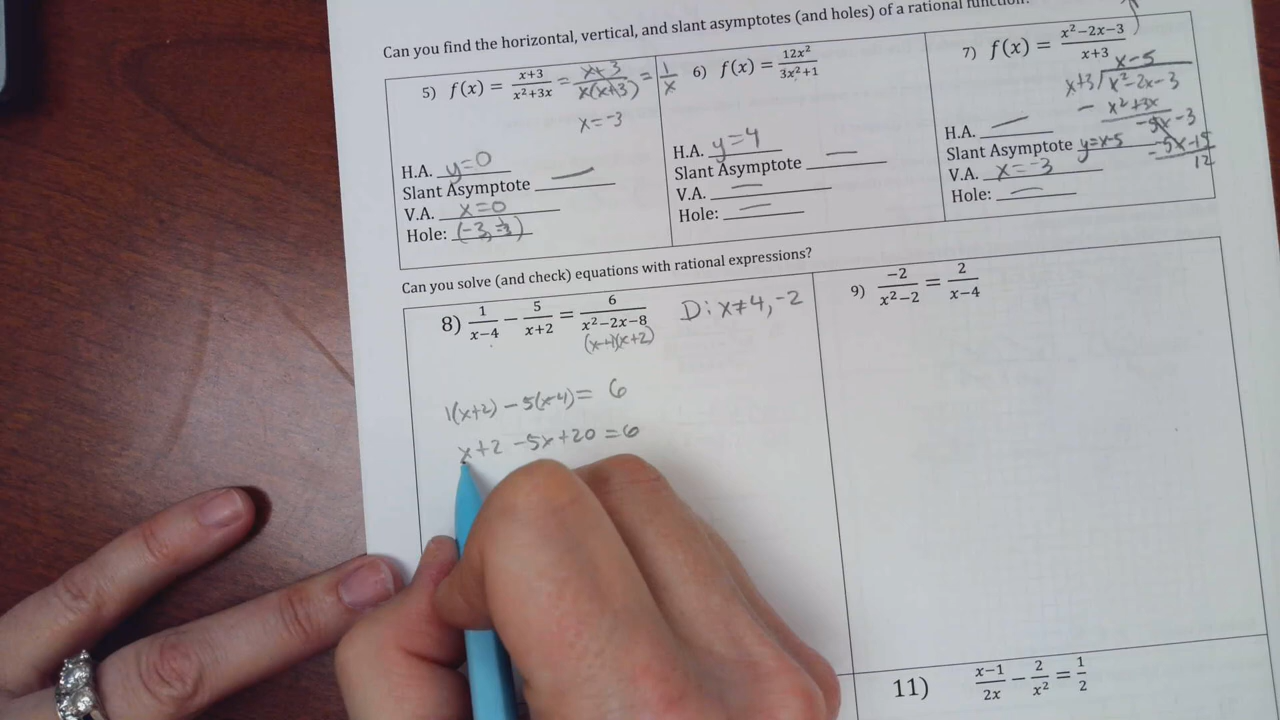 Can you find the horizontal, vertical, and slant asymptotes (and holes) of a rational function?
5) f(x) = (x+3)/(x²+3x) = (x+3)/(x(x+3)) = 1/x
x = -3
H.A. y=0
Slant Asymptote —
V.A. x=0
Hole: (-3, -1/3)
6) f(x) = 12x²/(3x²+1)
H.A. y=4
Slant Asymptote —
V.A. —
Hole: —
7) f(x) = (x²−2x−3)/(x+3)
x-5
x+3 x²-2x-3
- x²+3x
-5x-3
-5x-15
12
H.A. —
Slant Asymptote y=x-5
V.A. x=-3
Hole: —
Can you solve (and check) equations with rational expressions?
8) 1/(x−4) − 5/(x+2) = 6/(x²−2x−8) D: x≠4,-2
(x-4)(x+2)
1(x+2) - 5(x-4) = 6
x+2 -5x+20 = 6
9) -2/(x²−2) = 2/(x−4)
11) (x−1)/2x − 2/x² = 1/2